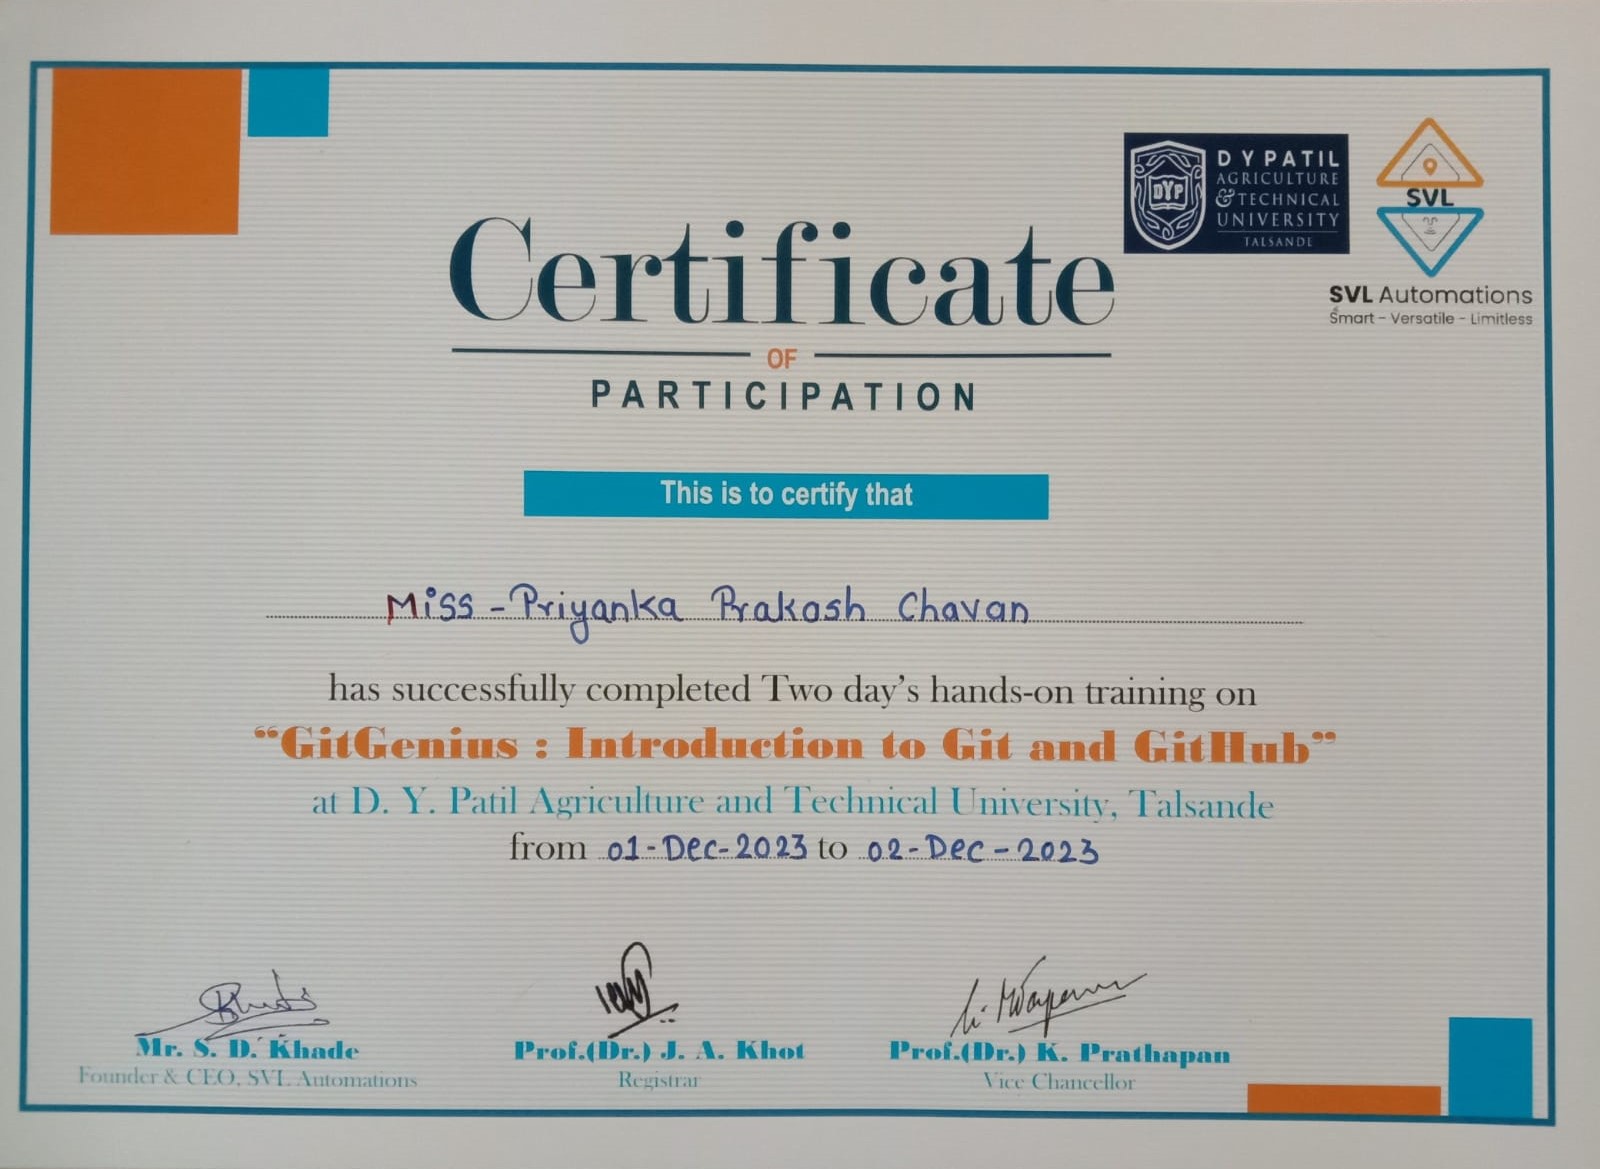 D Y PATIL
AGRICULTURE
& TECHNICAL
UNIVERSITY
TALSANDE
DYP
SVL
SVL Automations
Smart - Versatile - Limitless
Certificate
OF
PARTICIPATION
This is to certify that
Miss - Priyanka Prakash Chavan
has successfully completed Two day's hands-on training on
“GitGenius : Introduction to Git and GitHub”
at D. Y. Patil Agriculture and Technical University, Talsande
from 01-Dec-2023 to 02-Dec-2023
Mr. S. D. Khade
Founder & CEO, SVL Automations
Prof.(Dr.) J. A. Khot
Registrar
Prof.(Dr.) K. Prathapan
Vice Chancellor